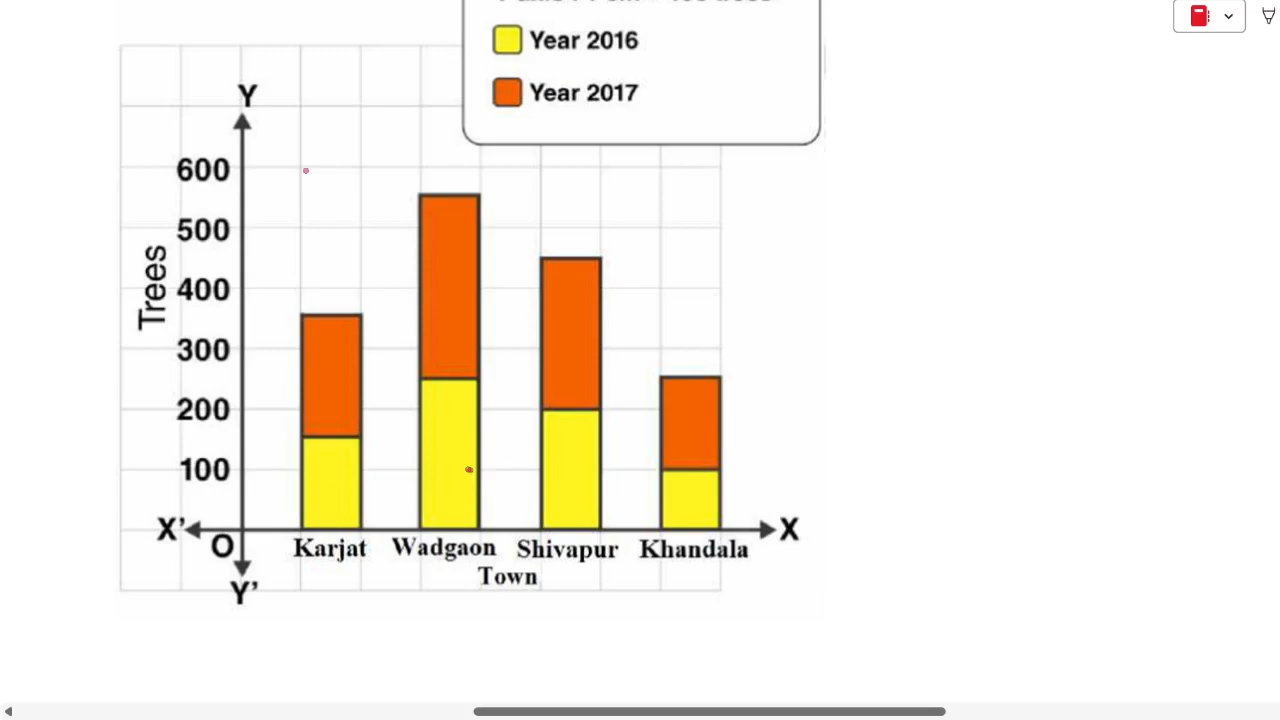 Year 2016
Year 2017
Y
600
500
400
300
200
100
Trees
X'
O
X
Karjat Wadgaon Shivapur Khandala
Town
Y'